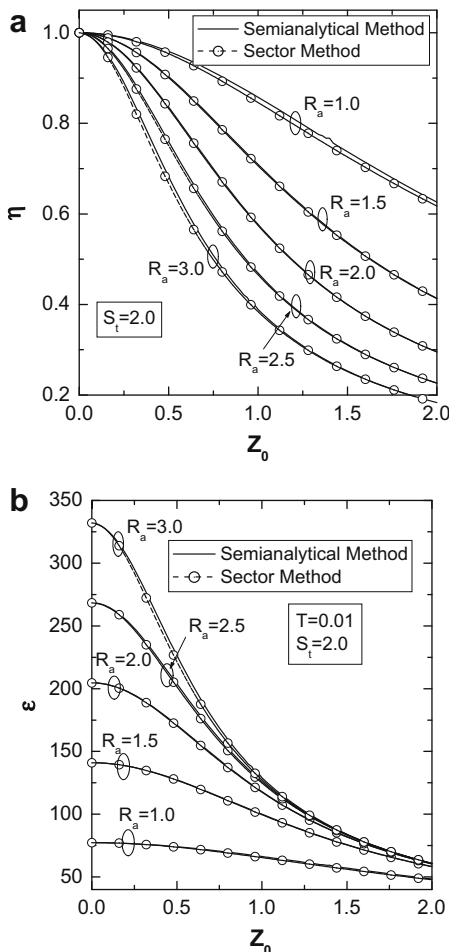 a
1.0
0.8
0.6
0.4
0.2
η
Semianalytical Method
Sector Method
R_a=1.0
R_a=1.5
R_a=2.0
R_a=3.0
R_a=2.5
S_t=2.0
0.0 0.5 1.0 1.5 2.0
Z_0
b
350
300
250
200
150
100
50
ε
R_a=3.0
Semianalytical Method
Sector Method
T=0.01
S_t=2.0
R_a=2.5
R_a=2.0
R_a=1.5
R_a=1.0
0.0 0.5 1.0 1.5 2.0
Z_0